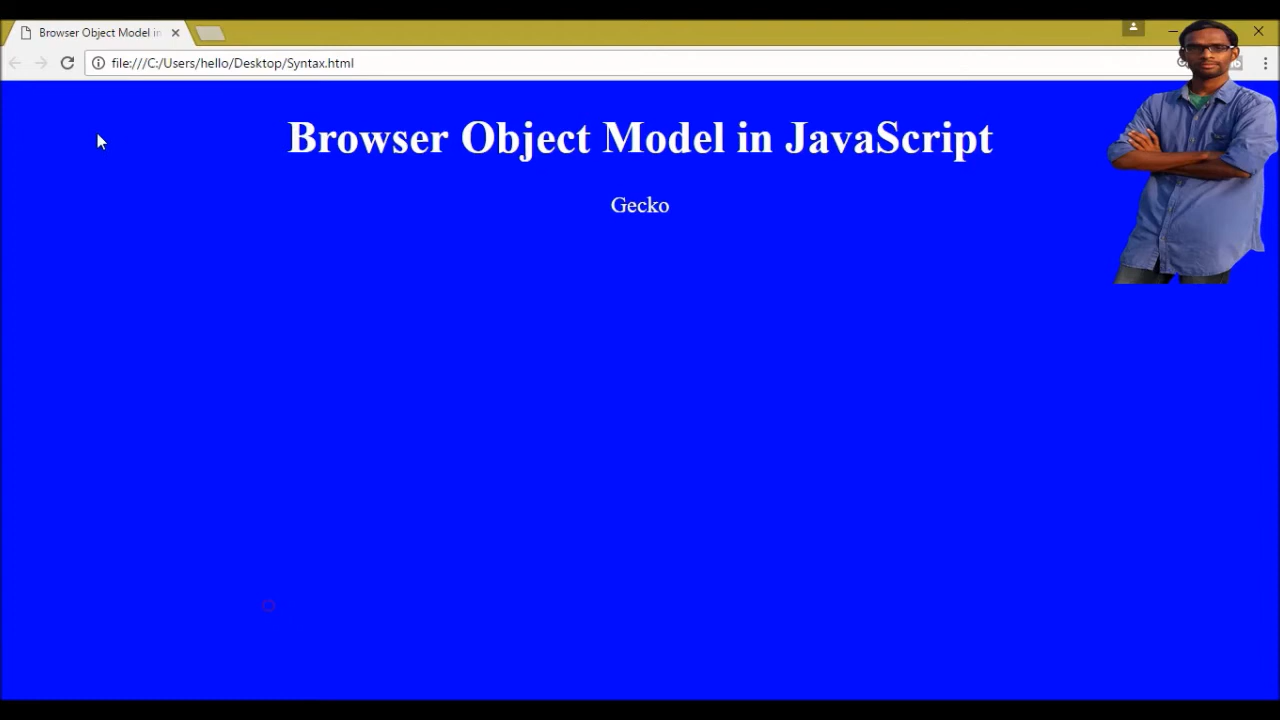 Browser Object Model in
file:///C:/Users/hello/Desktop/Syntax.html
Browser Object Model in JavaScript
Gecko